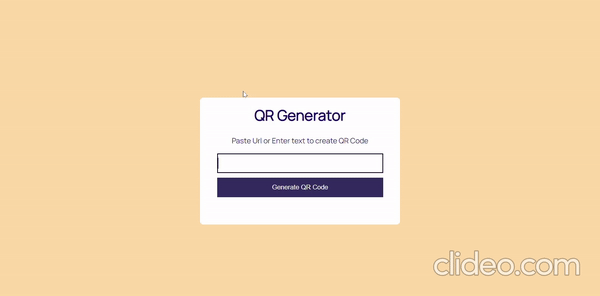 QR Generator
Paste Url or Enter text to create QR Code
Generate QR Code
clideo.com